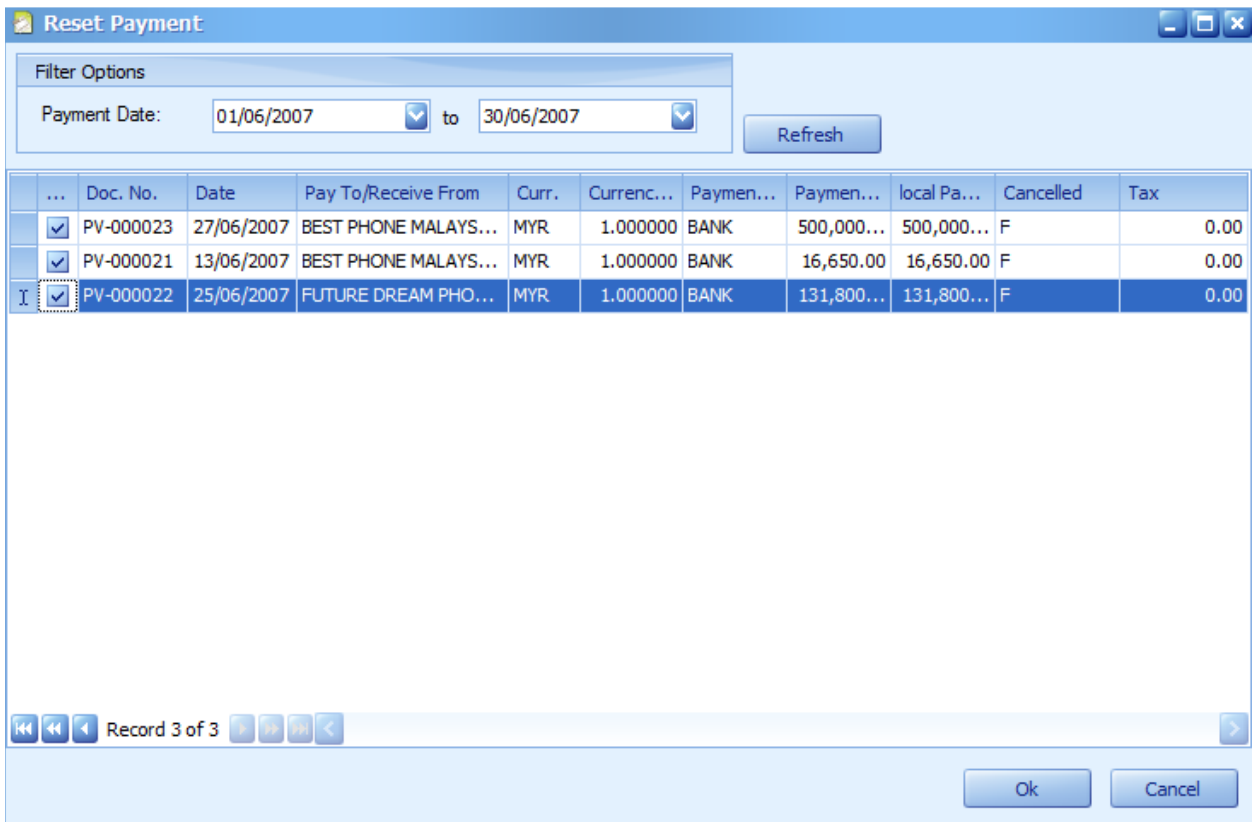 Reset Payment
Filter Options
Payment Date: 01/06/2007 to 30/06/2007
Refresh
... Doc. No. Date Pay To/Receive From Curr. Currenc... Paymen... Paymen... local Pa... Cancelled Tax
PV-000023 27/06/2007 BEST PHONE MALAYS... MYR 1.000000 BANK 500,000... 500,000... F 0.00
PV-000021 13/06/2007 BEST PHONE MALAYS... MYR 1.000000 BANK 16,650.00 16,650.00 F 0.00
PV-000022 25/06/2007 FUTURE DREAM PHO... MYR 1.000000 BANK 131,800... 131,800... F 0.00
Record 3 of 3
Ok Cancel